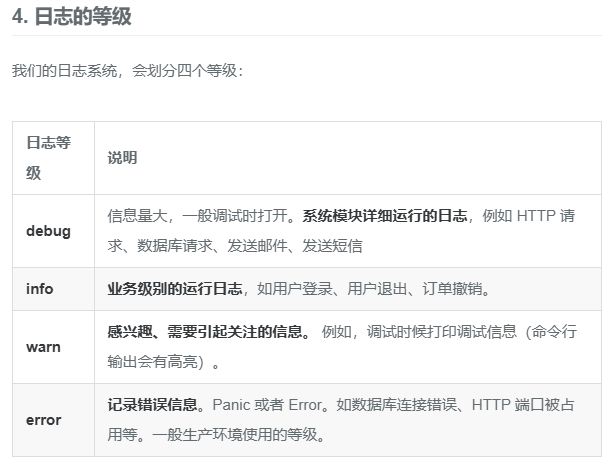 4. 日志的等级
我们的日志系统，会划分四个等级：
日志等
级
说明
debug
信息量大，一般调试时打开。系统模块详细运行的日志，例如 HTTP 请
求、数据库请求、发送邮件、发送短信
info
业务级别的运行日志，如用户登录、用户退出、订单撤销。
warn
感兴趣、需要引起关注的信息。 例如，调试时候打印调试信息（命令行
输出会有高亮）。
error
记录错误信息。Panic 或者 Error。如数据库连接错误、HTTP 端口被占
用等。一般生产环境使用的等级。